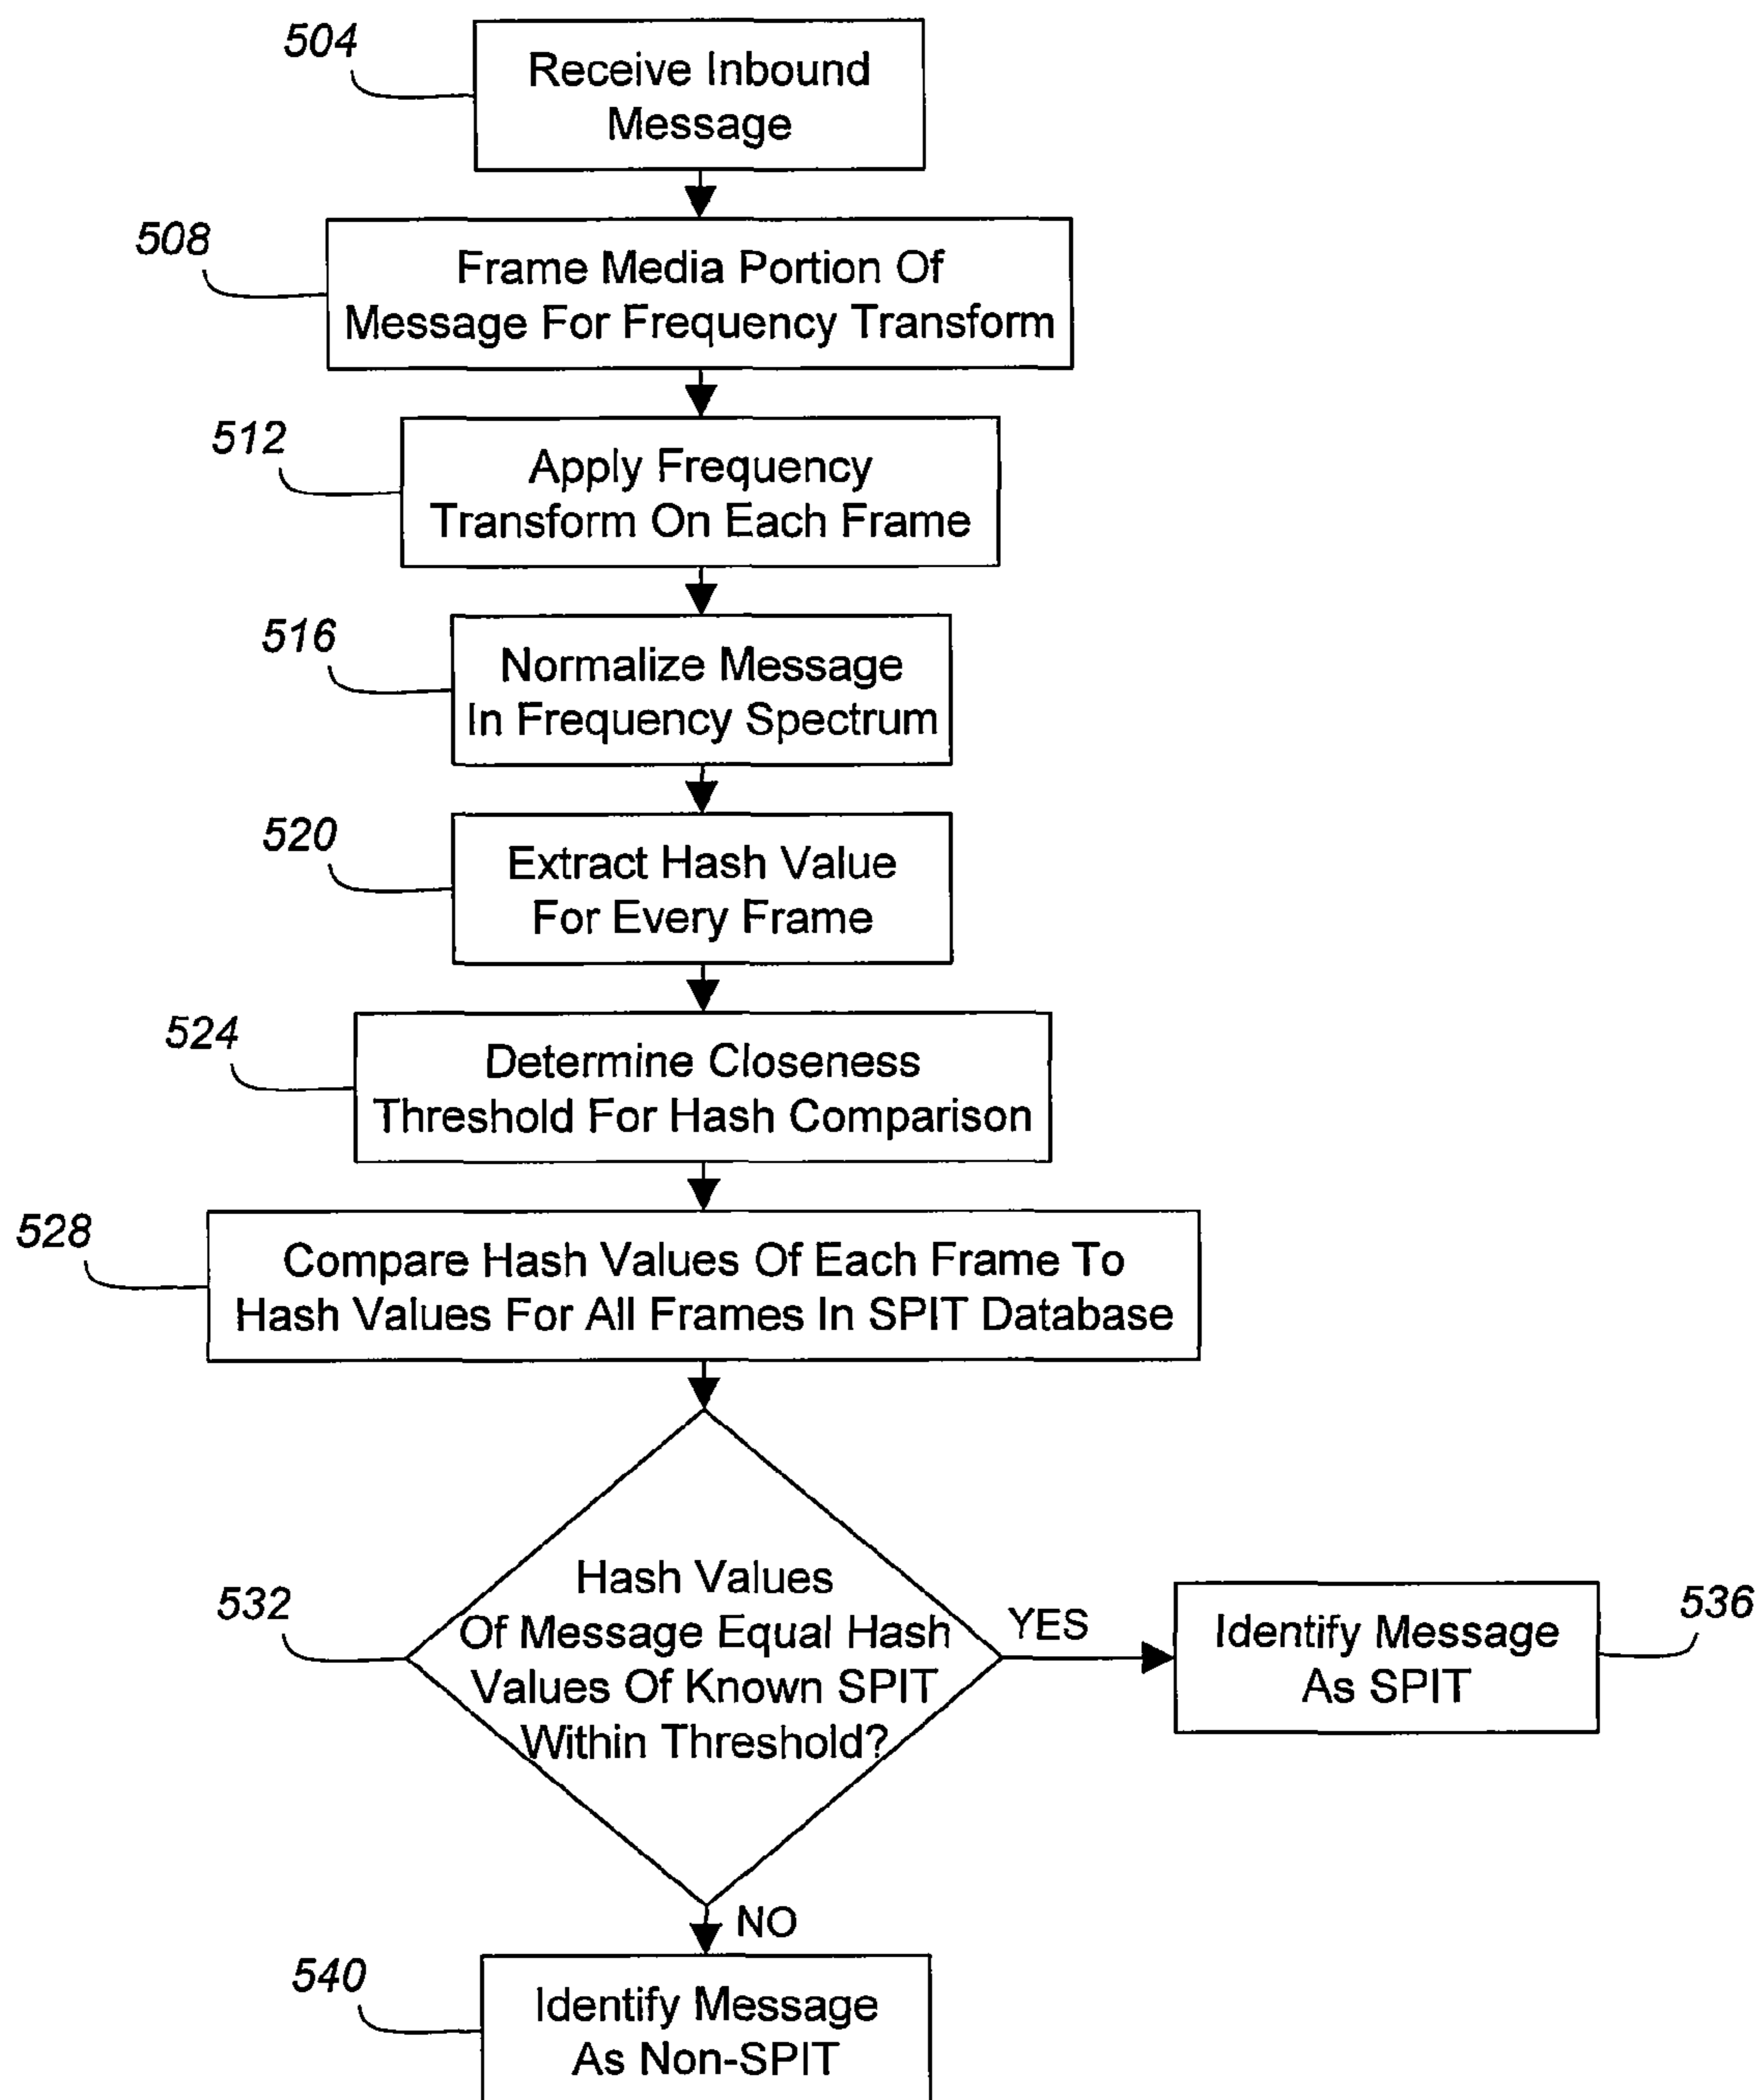 504
Receive Inbound
Message
508
Frame Media Portion Of
Message For Frequency Transform
512
Apply Frequency
Transform On Each Frame
516
Normalize Message
In Frequency Spectrum
520
Extract Hash Value
For Every Frame
524
Determine Closeness
Threshold For Hash Comparison
528
Compare Hash Values Of Each Frame To
Hash Values For All Frames In SPIT Database
532
Hash Values
Of Message Equal Hash
Values Of Known SPIT
Within Threshold?
YES
536
Identify Message
As SPIT
NO
540
Identify Message
As Non-SPIT